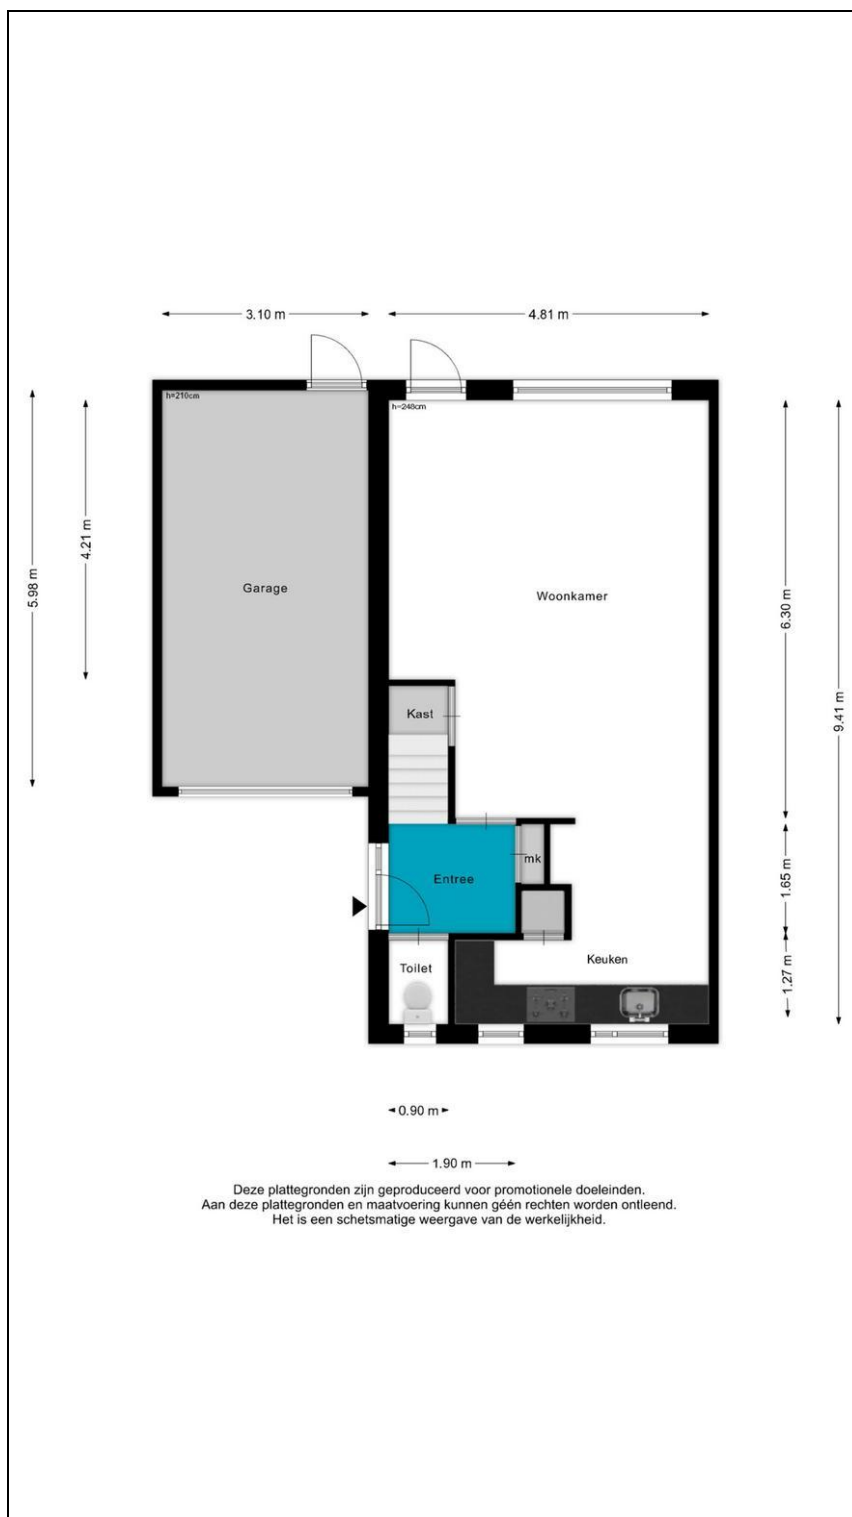 3.10 m
4.81 m
h=210cm
h=248cm
4.21 m
5.98 m
Garage
Woonkamer
6.30 m
9.41 m
Kast
mk
Entree
1.65 m
Toilet
Keuken
1.27 m
0.90 m
1.90 m
Deze plattegronden zijn geproduceerd voor promotionele doeleinden.
Aan deze plattegronden en maatvoering kunnen géén rechten worden ontleend.
Het is een schetsmatige weergave van de werkelijkheid.